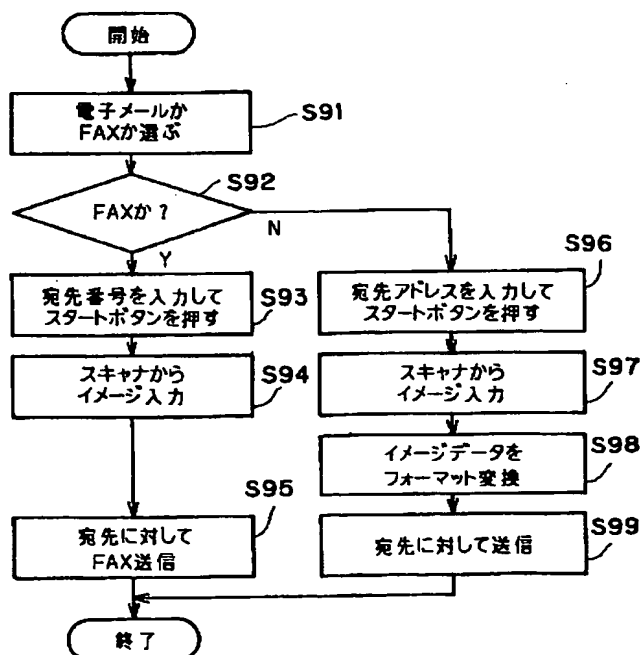 開始
電子メールか
FAXか選ぶ
S91
S92
FAXか?
N
Y
宛先番号を入力して
スタートボタンを押す
S93
スキャナから
イメージ入力
S94
宛先に対して
FAX送信
S95
宛先アドレスを入力して
スタートボタンを押す
S96
スキャナから
イメージ入力
S97
イメージデータを
フォーマット変換
S98
宛先に対して送信
S99
終了